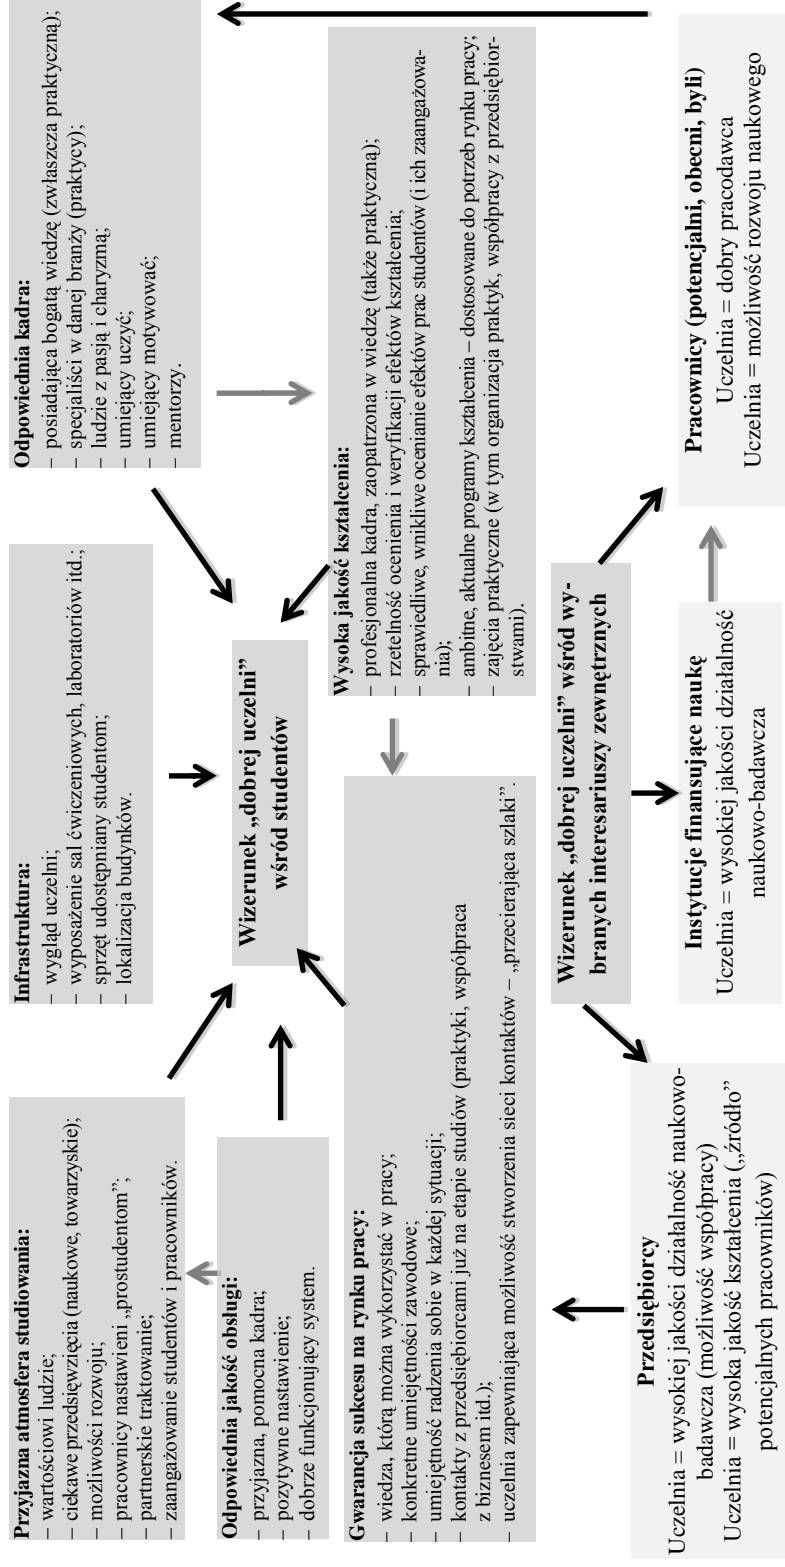 Przyjazna atmosfera studiowania:
– wartościowi ludzie;
– ciekawe przedsięwzięcia (naukowe, towarzyskie);
– możliwości rozwoju;
– pracownicy nastawieni „prostudentom”;
– partnerskie traktowanie;
– zaangażowanie studentów i pracowników.
Infrastruktura:
– wygląd uczelni;
– wyposażenie sal ćwiczeniowych, laboratoriów itd.;
– sprzęt udostępniany studentom;
– lokalizacja budynków.
Odpowiednia kadra:
– posiadająca bogatą wiedzę (zwłaszcza praktyczną);
– specjaliści w danej branży (praktycy);
– ludzie z pasją i charyzmą;
– umiejący uczyć;
– umiejący motywować;
– mentorzy.
Odpowiednia jakość obsługi:
– przyjazna, pomocna kadra;
– pozytywne nastawienie;
– dobrze funkcjonujący system.
Wizerunek „dobrej uczelni”
wśród studentów
Gwarancja sukcesu na rynku pracy:
– wiedza, którą można wykorzystać w pracy;
– konkretne umiejętności zawodowe;
– umiejętność radzenia sobie w każdej sytuacji;
– kontakty z przedsiębiorcami już na etapie studiów (praktyki, współpraca
z biznesem itd.);
– uczelnia zapewniająca możliwość stworzenia sieci kontaktów – „przecierająca szlaki”.
Wysoka jakość kształcenia:
– profesjonalna kadra, zaopatrzona w wiedzę (także praktyczną);
– rzetelność ocenienia i weryfikacji efektów kształcenia;
– sprawiedliwe, wnikliwe ocenianie efektów prac studentów (i ich zaangażowa-
nia);
– ambitne, aktualne programy kształcenia – dostosowane do potrzeb rynku pracy;
– zajęcia praktyczne (w tym organizacja praktyk, współpracy z przedsiębior-
stwami).
Wizerunek „dobrej uczelni” wśród wy-
branych interesariuszy zewnętrznych
Przedsiębiorcy
Uczelnia = wysokiej jakości działalność naukowo-
badawcza (możliwość współpracy)
Uczelnia = wysoka jakość kształcenia („źródło”
potencjalnych pracowników)
Instytucje finansujące naukę
Uczelnia = wysokiej jakości działalność
naukowo-badawcza
Pracownicy (potencjalni, obecni, byli)
Uczelnia = dobry pracodawca
Uczelnia = możliwość rozwoju naukowego